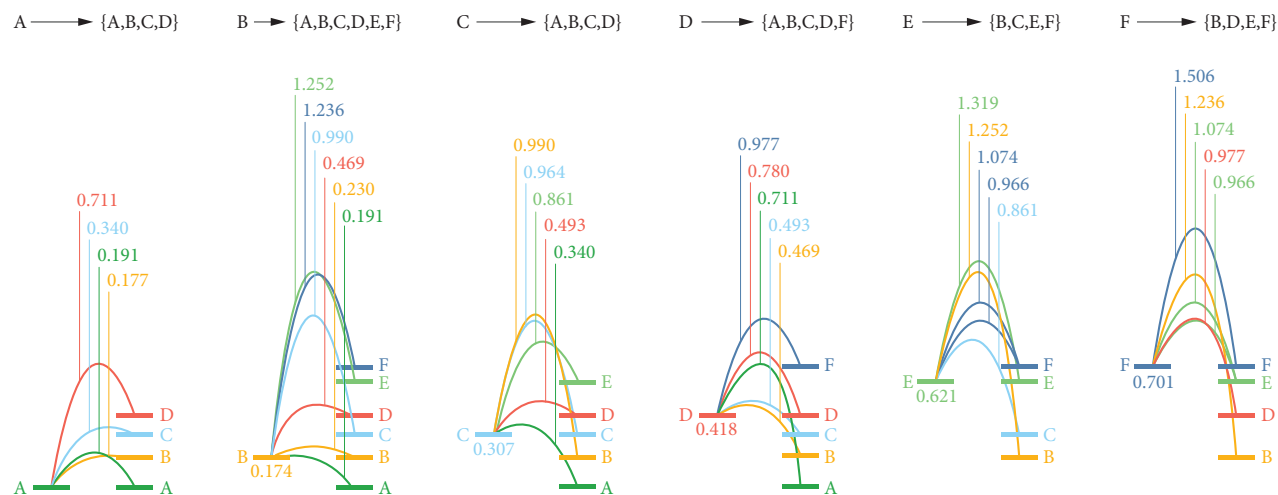 A → {A,B,C,D}
0.711
0.340
0.191
0.177
D
C
B
A
A
B → {A,B,C,D,E,F}
1.252
1.236
0.990
0.469
0.230
0.191
F
E
D
C
B
A
B
0.174
C → {A,B,C,D}
0.990
0.964
0.861
0.493
0.340
E
D
C
B
A
C
0.307
D → {A,B,C,D,F}
0.977
0.780
0.711
0.493
0.469
F
D
C
B
A
D
0.418
E → {B,C,E,F}
1.319
1.252
1.074
0.966
0.861
F
E
C
B
E
0.621
F → {B,D,E,F}
1.506
1.236
1.074
0.977
0.966
F
E
D
B
F
0.701